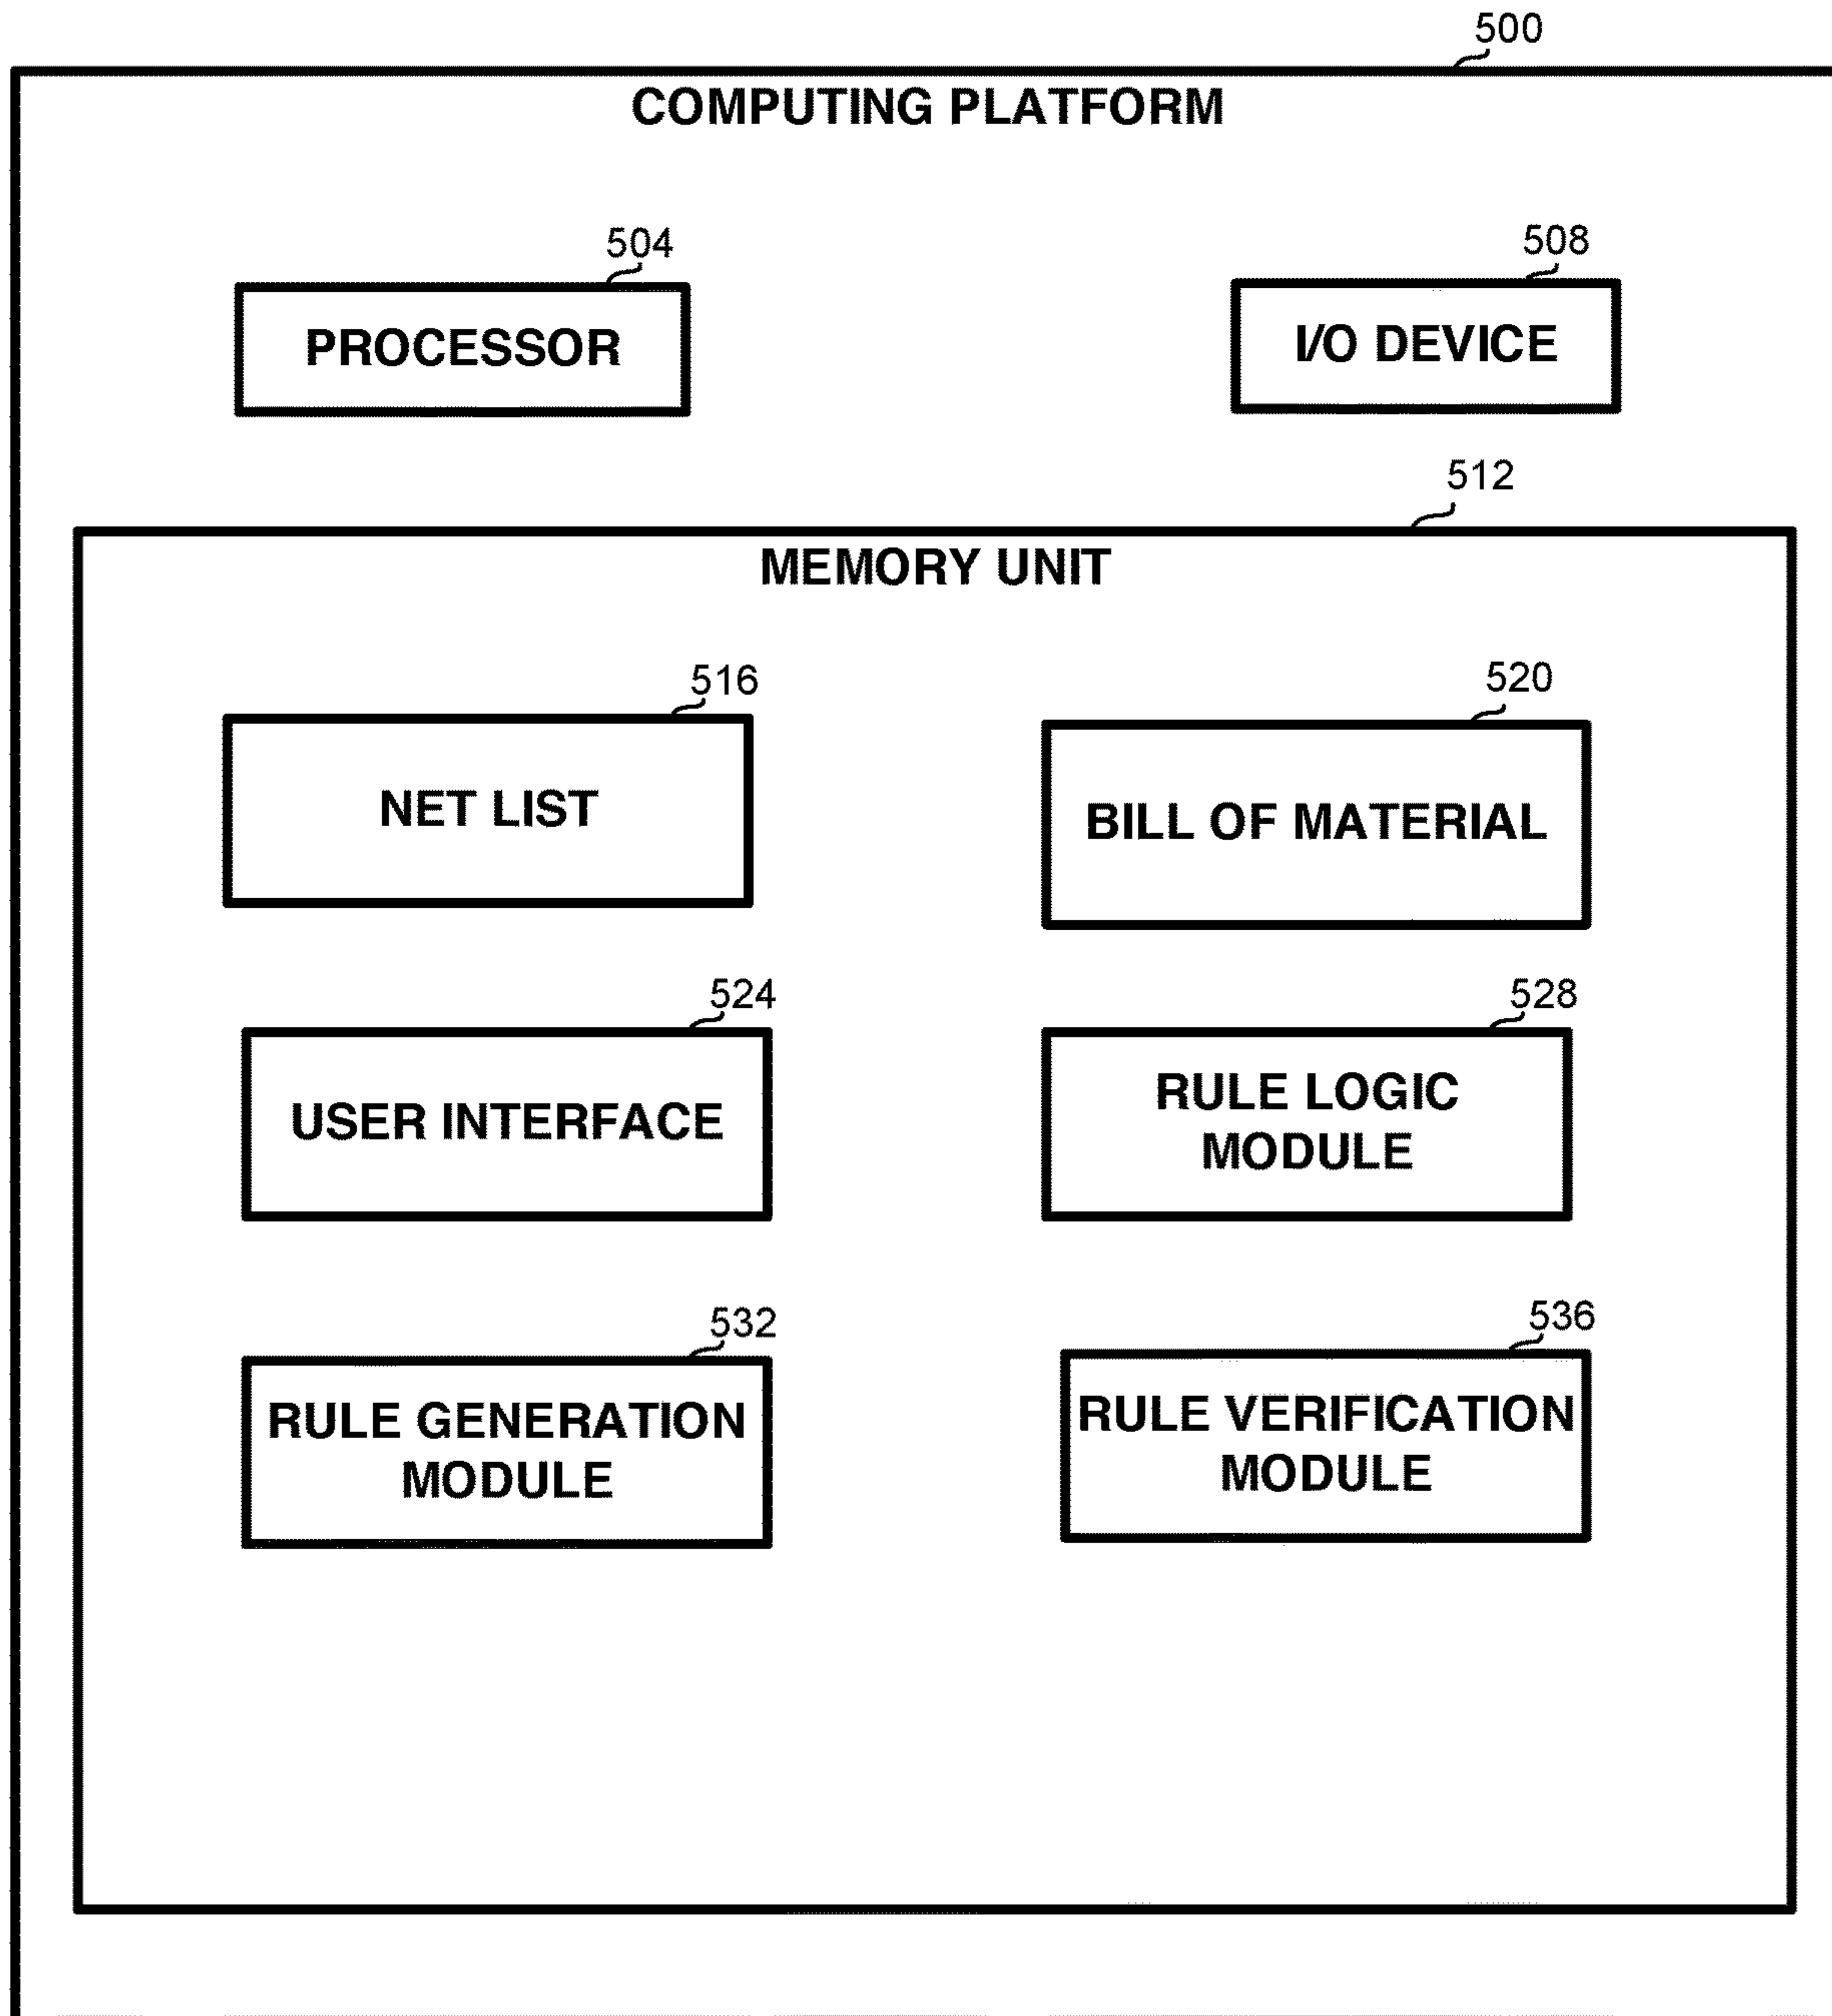 500
COMPUTING PLATFORM
504
508
PROCESSOR
I/O DEVICE
512
MEMORY UNIT
516
520
NET LIST
BILL OF MATERIAL
524
528
USER INTERFACE
RULE LOGIC
MODULE
532
536
RULE GENERATION
MODULE
RULE VERIFICATION
MODULE